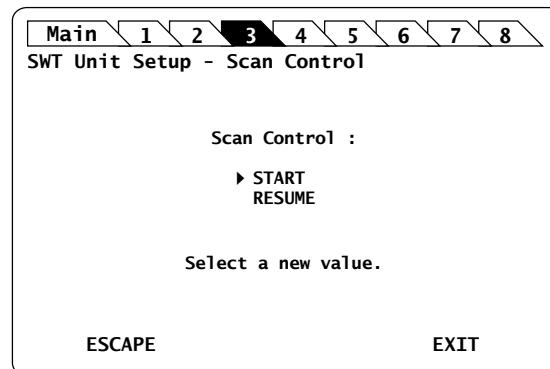 Main 1 2 3 4 5 6 7 8
SWT Unit Setup - Scan Control
Scan Control :
START
RESUME
Select a new value.
ESCAPE EXIT